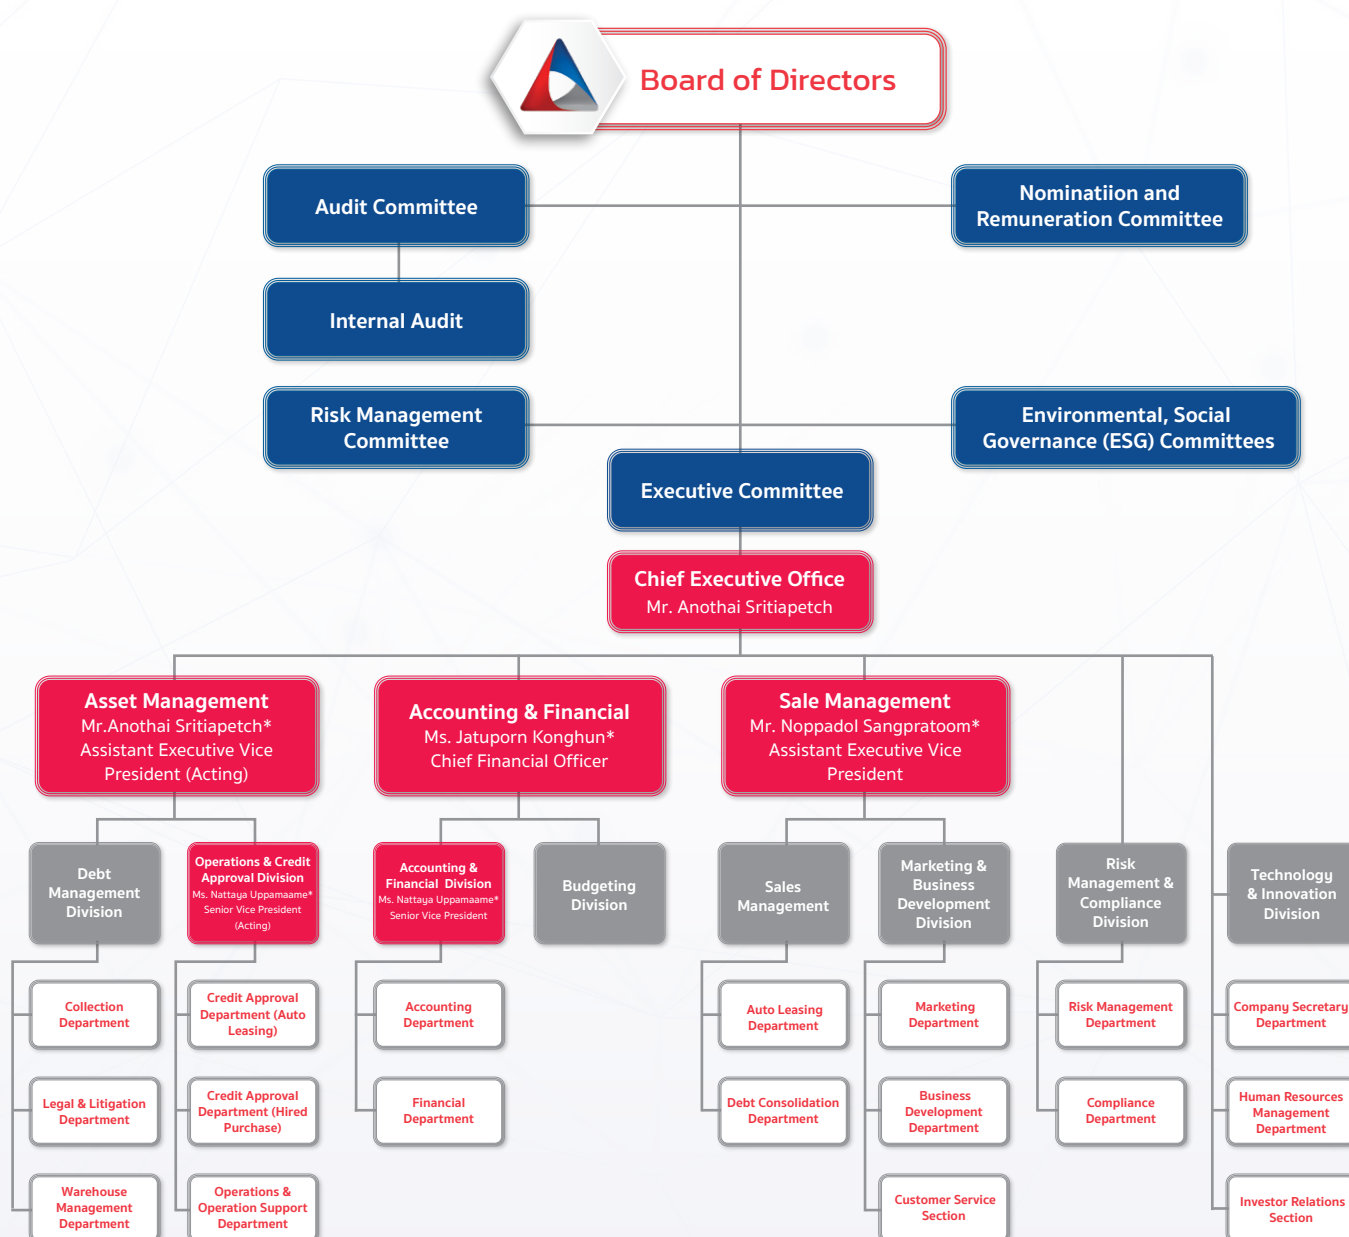 Board of Directors
Audit Committee
Nominatiion and
Remuneration Committee
Internal Audit
Risk Management
Committee
Environmental, Social
Governance (ESG) Committees
Executive Committee
Chief Executive Office
Mr. Anothai Sritiapetch
Asset Management
Mr.Anothai Sritiapetch*
Assistant Executive Vice
President (Acting)
Accounting & Financial
Ms. Jatuporn Konghun*
Chief Financial Officer
Sale Management
Mr. Noppadol Sangpratoom*
Assistant Executive Vice
President
Debt
Management
Division
Operations & Credit
Approval Division
Ms. Nattaya Uppamaame*
Senior Vice President
(Acting)
Accounting &
Financial Division
Ms. Nattaya Uppamaame*
Senior Vice President
Budgeting
Division
Sales
Management
Marketing &
Business
Development
Division
Risk
Management &
Compliance
Division
Technology
& Innovation
Division
Collection
Department
Credit Approval
Department (Auto
Leasing)
Accounting
Department
Auto Leasing
Department
Marketing
Department
Risk Management
Department
Company Secretary
Department
Legal & Litigation
Department
Credit Approval
Department (Hired
Purchase)
Financial
Department
Debt Consolidation
Department
Business
Development
Department
Compliance
Department
Human Resources
Management
Department
Warehouse
Management
Department
Operations &
Operation Support
Department
Customer Service
Section
Investor Relations
Section